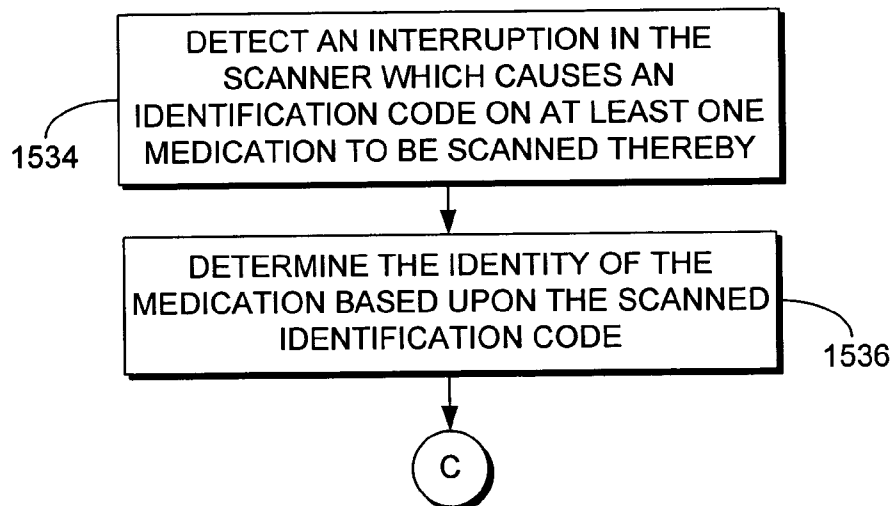 DETECT AN INTERRUPTION IN THE
SCANNER WHICH CAUSES AN
IDENTIFICATION CODE ON AT LEAST ONE
MEDICATION TO BE SCANNED THEREBY
1534
DETERMINE THE IDENTITY OF THE
MEDICATION BASED UPON THE SCANNED
IDENTIFICATION CODE
1536
C